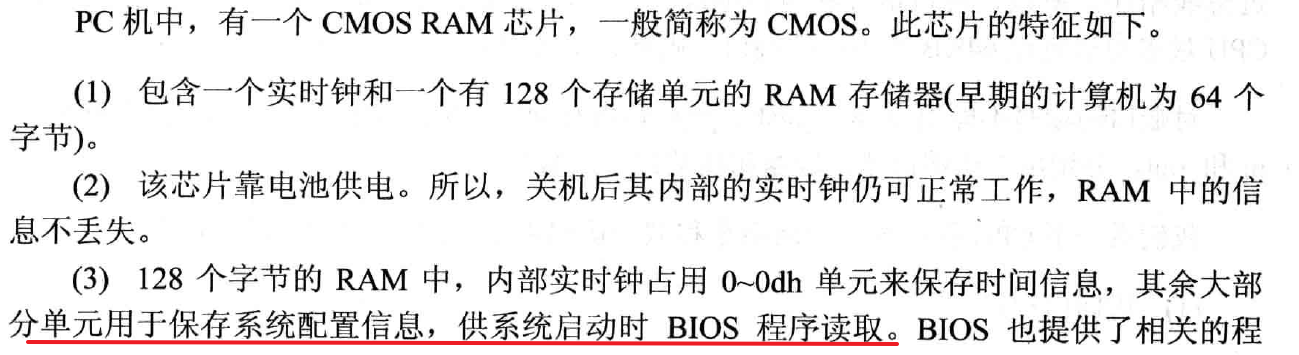 PC 机中，有一个 CMOS RAM 芯片，一般简称为 CMOS。此芯片的特征如下。
(1) 包含一个实时钟和一个有 128 个存储单元的 RAM 存储器(早期的计算机为 64 个
字节)。
(2) 该芯片靠电池供电。所以，关机后其内部的实时钟仍可正常工作，RAM 中的信
息不丢失。
(3) 128 个字节的 RAM 中，内部实时钟占用 0~0dh 单元来保存时间信息，其余大部
分单元用于保存系统配置信息，供系统启动时 BIOS 程序读取。BIOS 也提供了相关的程